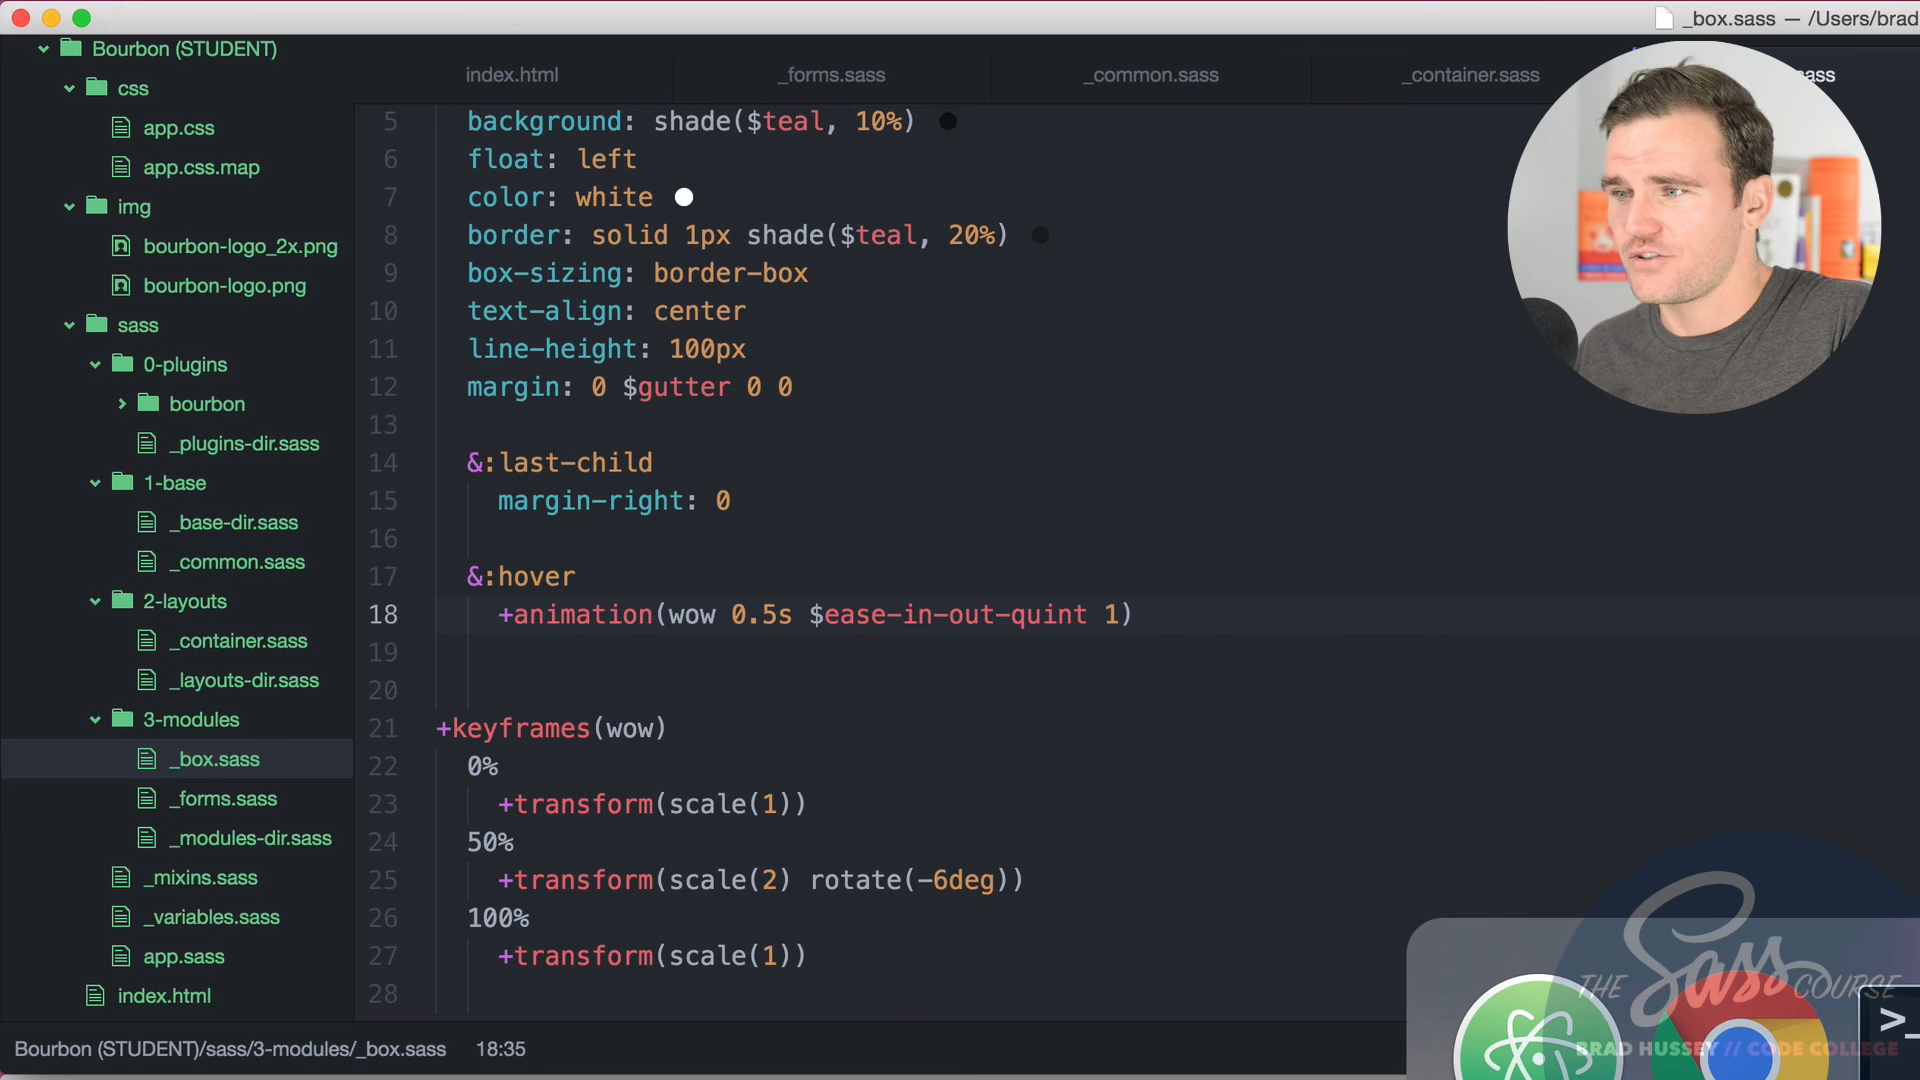 _box.sass — /Users/brad
Bourbon (STUDENT)
css
app.css
app.css.map
img
bourbon-logo_2x.png
bourbon-logo.png
sass
0-plugins
bourbon
_plugins-dir.sass
1-base
_base-dir.sass
_common.sass
2-layouts
_container.sass
_layouts-dir.sass
3-modules
_box.sass
_forms.sass
_modules-dir.sass
_mixins.sass
_variables.sass
app.sass
index.html
index.html _forms.sass _common.sass _container.sass sass
5 background: shade($teal, 10%)
6 float: left
7 color: white
8 border: solid 1px shade($teal, 20%)
9 box-sizing: border-box
10 text-align: center
11 line-height: 100px
12 margin: 0 $gutter 0 0
13
14 &:last-child
15 margin-right: 0
16
17 &:hover
18 +animation(wow 0.5s $ease-in-out-quint 1)
19
20
21 +keyframes(wow)
22 0%
23 +transform(scale(1))
24 50%
25 +transform(scale(2) rotate(-6deg))
26 100%
27 +transform(scale(1))
28
THE Sass COURSE
BRAD HUSSEY // CODE COLLEGE
>_
Bourbon (STUDENT)/sass/3-modules/_box.sass 18:35